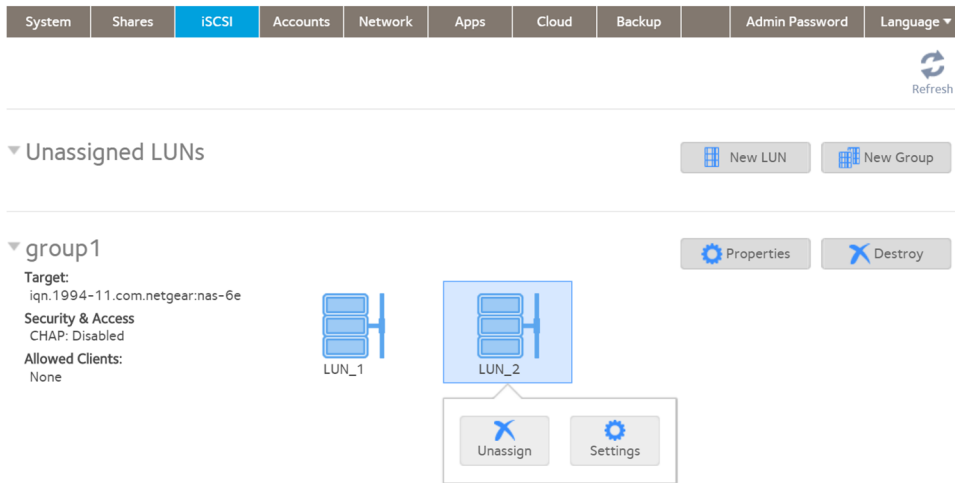 System Shares iSCSI Accounts Network Apps Cloud Backup Admin Password Language
Refresh
Unassigned LUNs
New LUN New Group
group1
Properties Destroy
Target:
iqn.1994-11.com.netgear:nas-6e
Security & Access
CHAP: Disabled
Allowed Clients:
None
LUN_1 LUN_2
Unassign Settings